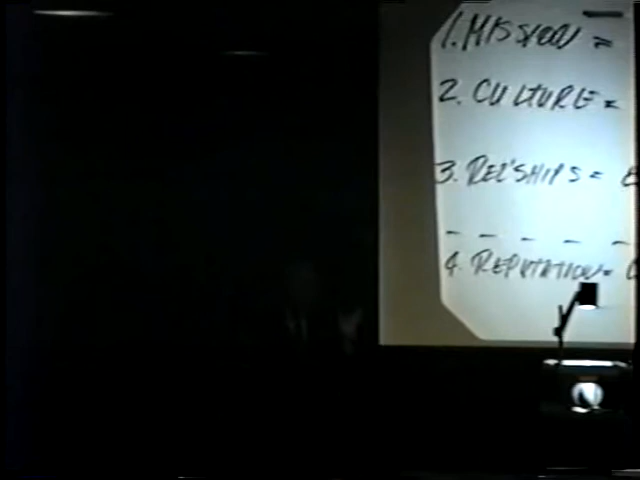 1. MISSION =
2. CULTURE =
3. REL'SHIPS = E
4. REPUTATION =